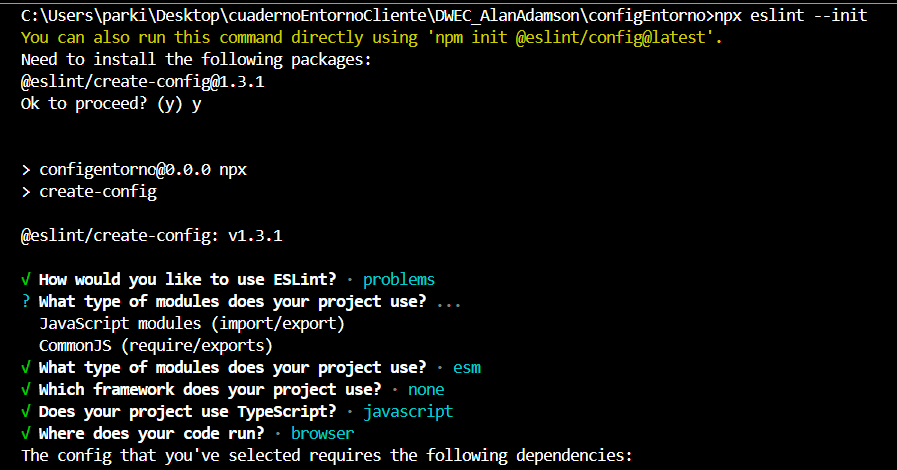 C:\Users\parki\Desktop\cuadernoEntornoCliente\DWEC_AlanAdamson\configEntorno>npx eslint --init
You can also run this command directly using 'npm init @eslint/config@latest'.
Need to install the following packages:
@eslint/create-config@1.3.1
Ok to proceed? (y) y
> configentorno@0.0.0 npx
> create-config
@eslint/create-config: v1.3.1
√ How would you like to use ESLint? · problems
? What type of modules does your project use? ...
JavaScript modules (import/export)
CommonJS (require/exports)
√ What type of modules does your project use? · esm
√ Which framework does your project use? · none
√ Does your project use TypeScript? · javascript
√ Where does your code run? · browser
The config that you've selected requires the following dependencies: